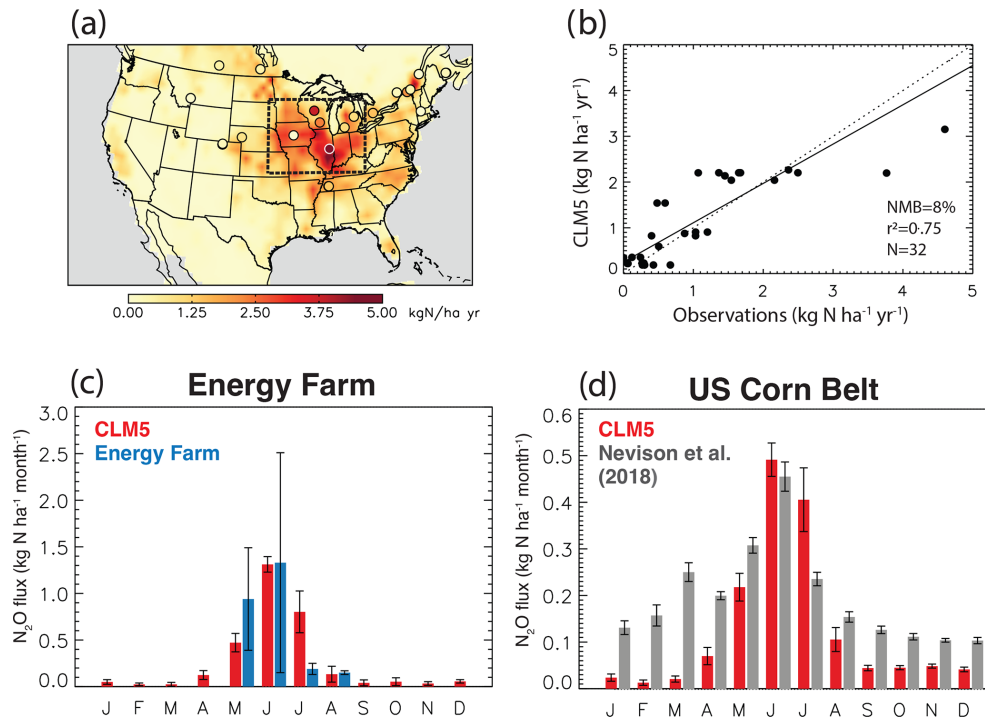 (a)
0.00 1.25 2.50 3.75 5.00 kgN/ha yr
(b)
5
4
3
2
1
0
CLM5 (kg N ha⁻¹ yr⁻¹)
NMB=8%
r²=0·75
N=32
0 1 2 3 4 5
Observations (kg N ha⁻¹ yr⁻¹)
(c) Energy Farm
3.0
2.5
2.0
1.5
1.0
0.5
0.0
N₂O flux (kg N ha⁻¹ month⁻¹)
CLM5
Energy Farm
J F M A M J J A S O N D
(d) US Corn Belt
0.6
0.5
0.4
0.3
0.2
0.1
0.0
N₂O flux (kg N ha⁻¹ month⁻¹)
CLM5
Nevison et al.
(2018)
J F M A M J J A S O N D